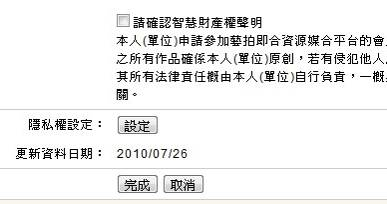 請確認智慧財產權聲明
本人(單位)申請參加藝拍即合資源媒合平台的會
之所有作品確係本人(單位)原創，若有侵犯他人
其所有法律責任概由本人(單位)自行負責，一概
關。
隱私權設定： 設定
更新資料日期： 2010/07/26
完成 取消